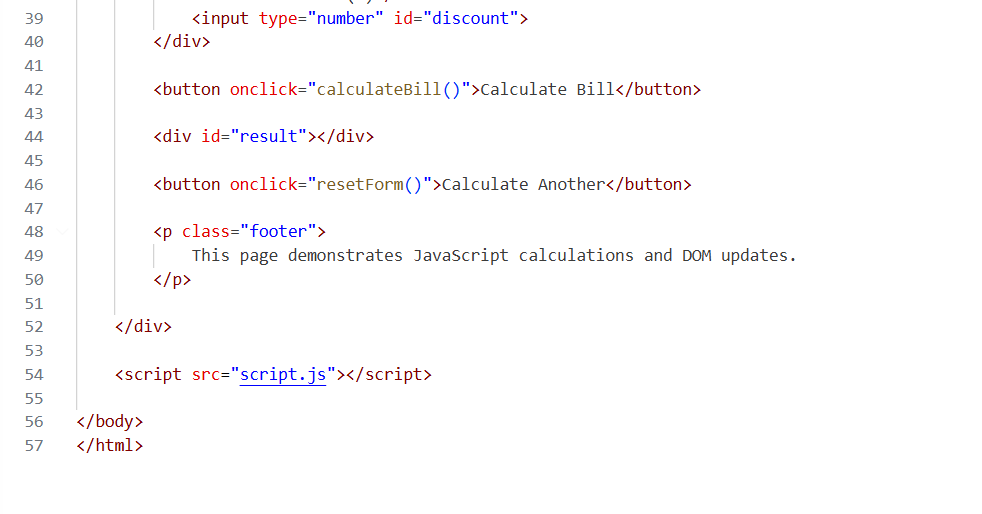 39 <input type="number" id="discount">
40 </div>
41
42 <button onclick="calculateBill()">Calculate Bill</button>
43
44 <div id="result"></div>
45
46 <button onclick="resetForm()">Calculate Another</button>
47
48 <p class="footer">
49 This page demonstrates JavaScript calculations and DOM updates.
50 </p>
51
52 </div>
53
54 <script src="script.js"></script>
55
56 </body>
57 </html>